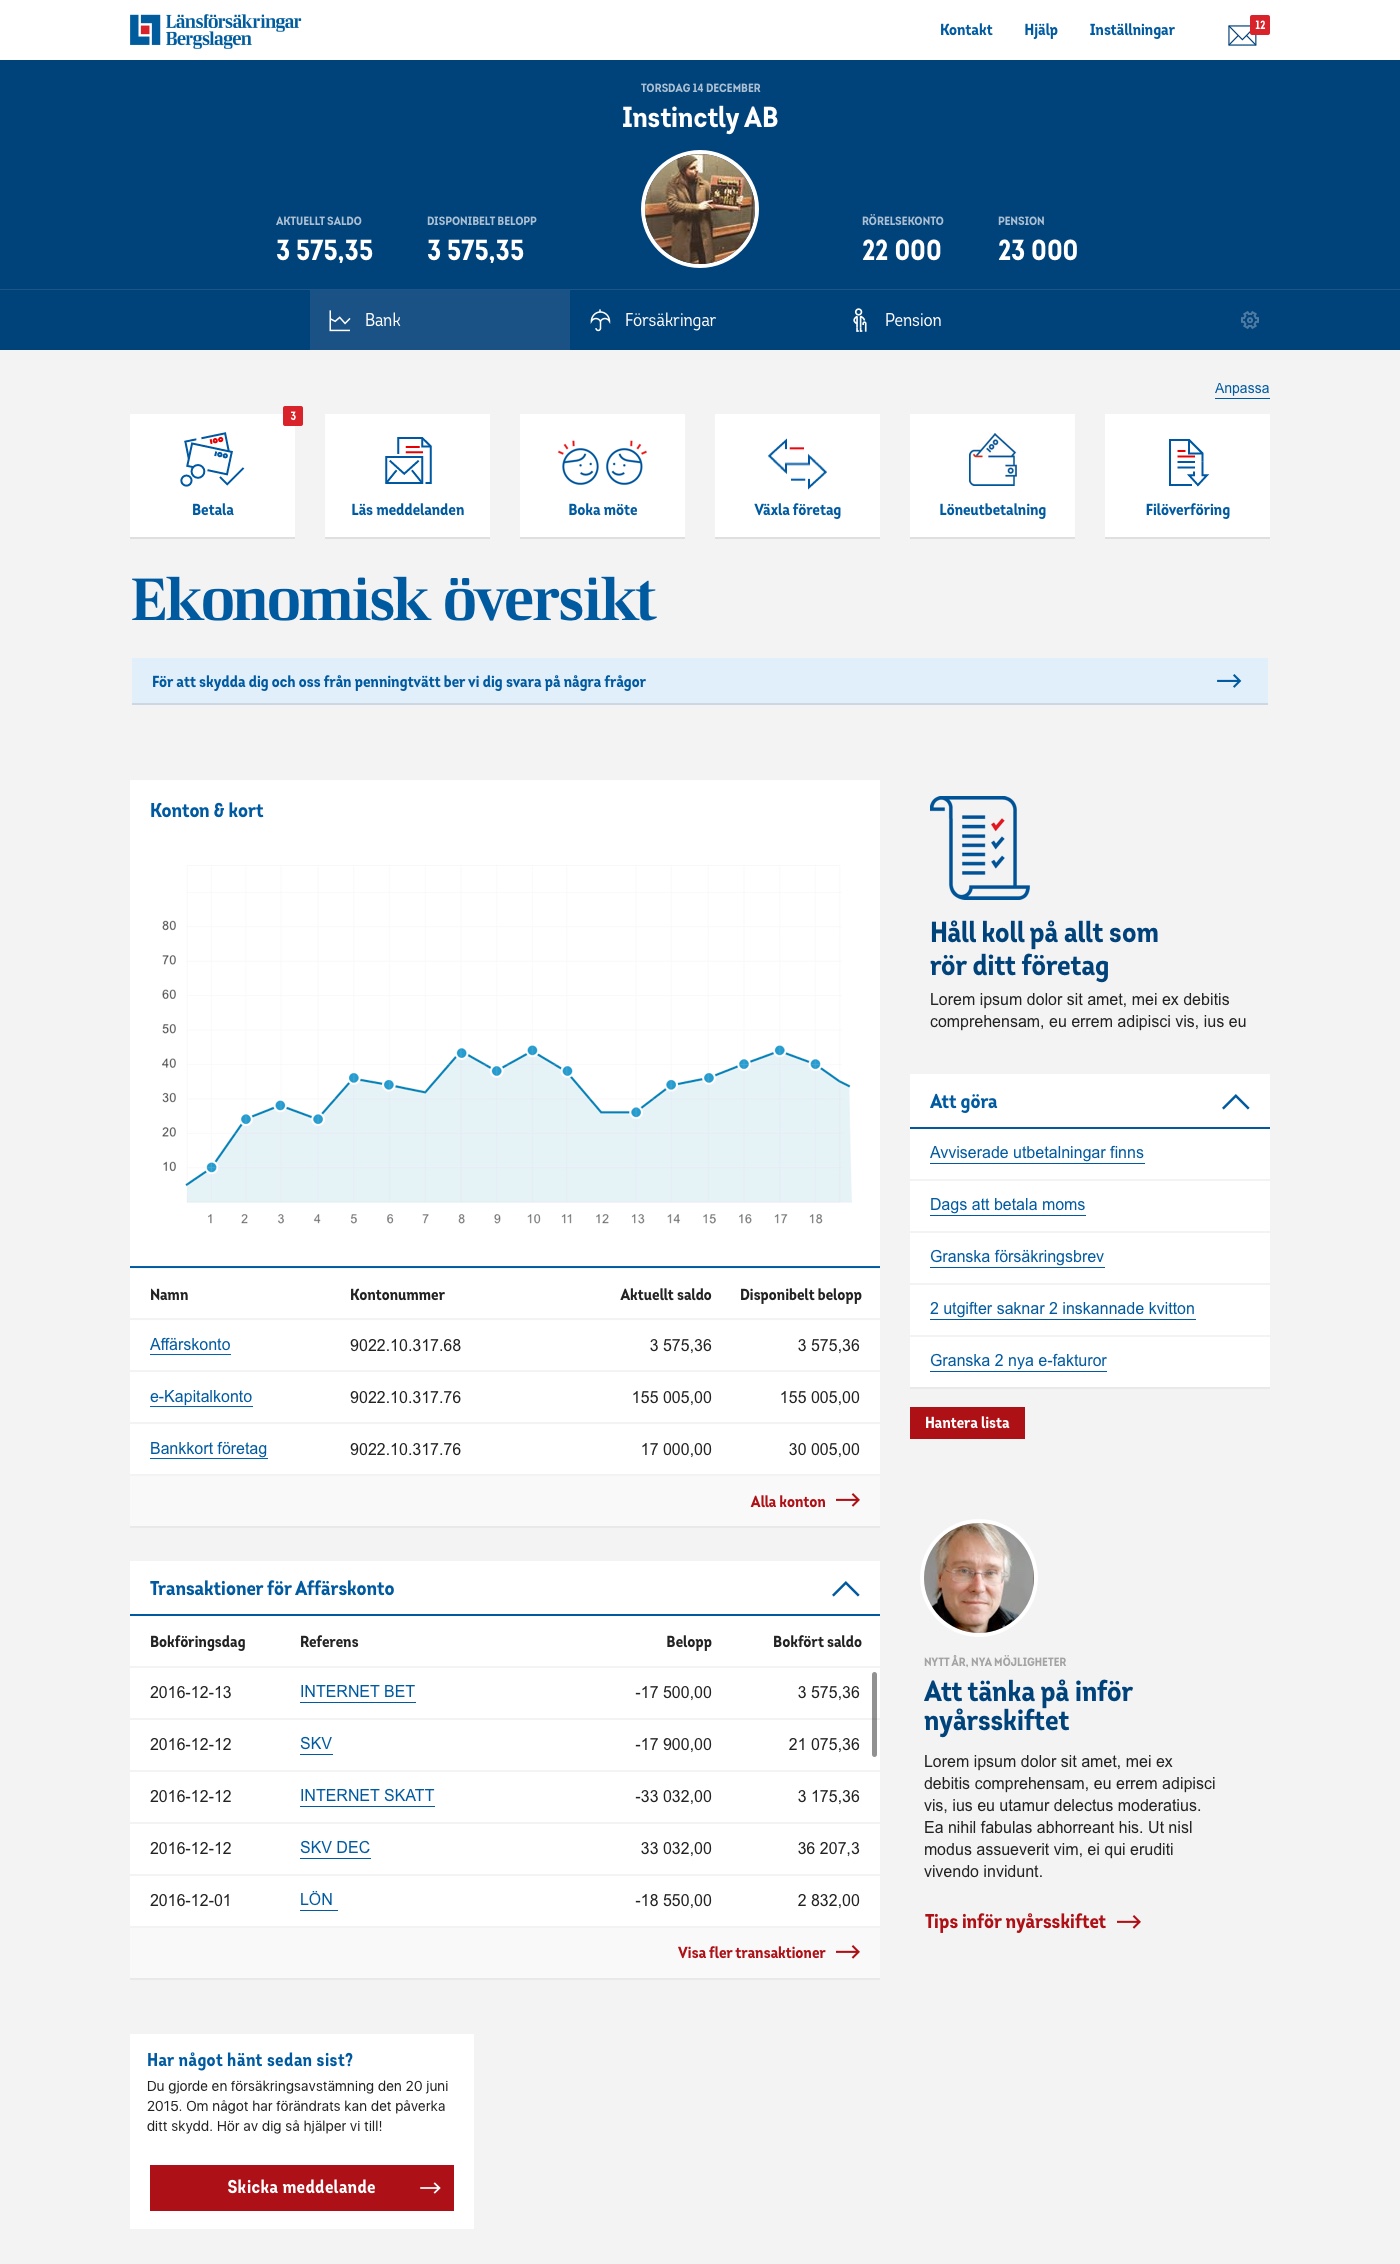 Länsförsäkringar
Bergslagen
Kontakt Hjälp Inställningar 12
TORSDAG 14 DECEMBER
Instinctly AB
AKTUELLT SALDO DISPONIBELT BELOPP RÖRELSEKONTO PENSION
3 575,35 3 575,35 22 000 23 000
Bank Försäkringar Pension
Anpassa
3
Betala Läs meddelanden Boka möte Växla företag Löneutbetalning Filöverföring
Ekonomisk översikt
För att skydda dig och oss från penningtvätt ber vi dig svara på några frågor
Konton & kort
80
70
60
50
40
30
20
10
1 2 3 4 5 6 7 8 9 10 11 12 13 14 15 16 17 18
Namn Kontonummer Aktuellt saldo Disponibelt belopp
Affärskonto 9022.10.317.68 3 575,36 3 575,36
e-Kapitalkonto 9022.10.317.76 155 005,00 155 005,00
Bankkort företag 9022.10.317.76 17 000,00 30 005,00
Alla konton
Transaktioner för Affärskonto
Bokföringsdag Referens Belopp Bokfört saldo
2016-12-13 INTERNET BET -17 500,00 3 575,36
2016-12-12 SKV -17 900,00 21 075,36
2016-12-12 INTERNET SKATT -33 032,00 3 175,36
2016-12-12 SKV DEC 33 032,00 36 207,3
2016-12-01 LÖN -18 550,00 2 832,00
Visa fler transaktioner
Har något hänt sedan sist?
Du gjorde en försäkringsavstämning den 20 juni
2015. Om något har förändrats kan det påverka
ditt skydd. Hör av dig så hjälper vi till!
Skicka meddelande
Håll koll på allt som
rör ditt företag
Lorem ipsum dolor sit amet, mei ex debitis
comprehensam, eu errem adipisci vis, ius eu
Att göra
Avviserade utbetalningar finns
Dags att betala moms
Granska försäkringsbrev
2 utgifter saknar 2 inskannade kvitton
Granska 2 nya e-fakturor
Hantera lista
NYTT ÅR, NYA MÖJLIGHETER
Att tänka på inför
nyårsskiftet
Lorem ipsum dolor sit amet, mei ex
debitis comprehensam, eu errem adipisci
vis, ius eu utamur delectus moderatius.
Ea nihil fabulas abhorreant his. Ut nisl
modus assueverit vim, ei qui eruditi
vivendo invidunt.
Tips inför nyårsskiftet